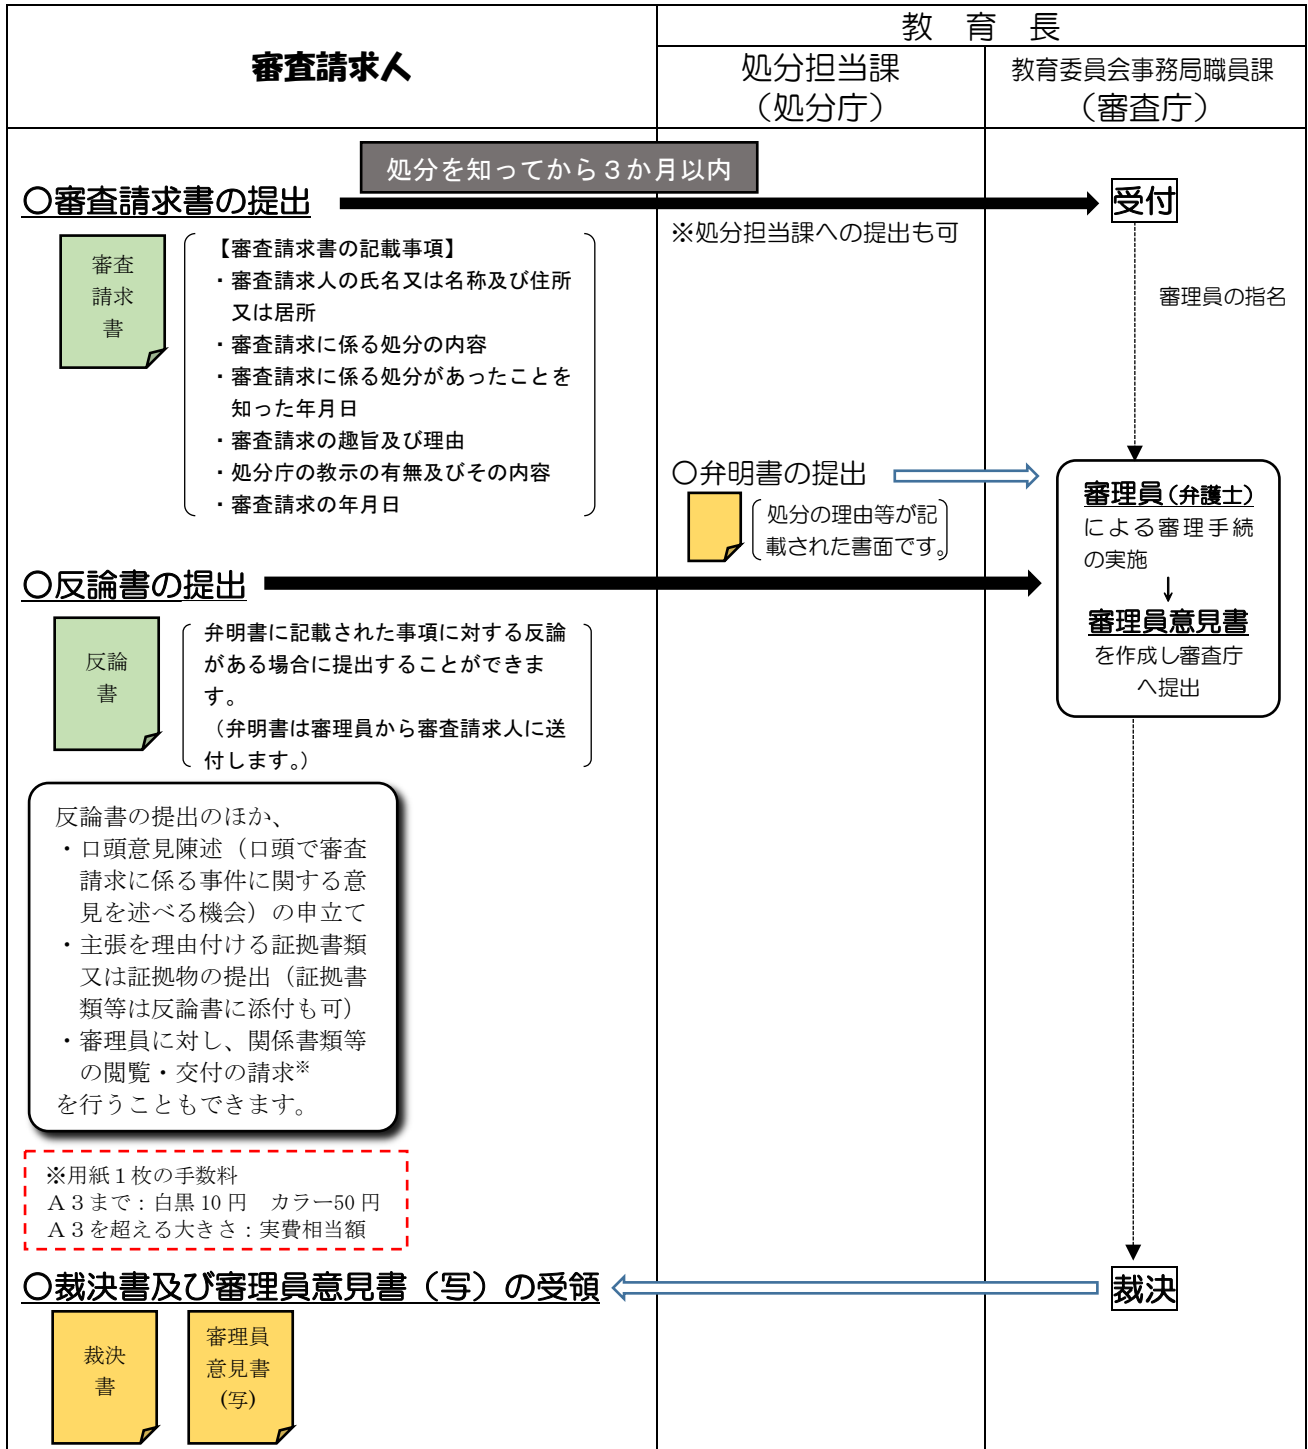 審査請求人
教　育　長
処分担当課
（処分庁）
教育委員会事務局職員課
（審査庁）
処分を知ってから３か月以内
〇審査請求書の提出
受付
※処分担当課への提出も可
審査
請求
書
【審査請求書の記載事項】
・審査請求人の氏名又は名称及び住所
又は居所
・審査請求に係る処分の内容
・審査請求に係る処分があったことを
知った年月日
・審査請求の趣旨及び理由
・処分庁の教示の有無及びその内容
・審査請求の年月日
審理員の指名
〇弁明書の提出
処分の理由等が記
載された書面です。
審理員（弁護士）
による審理手続
の実施
↓
審理員意見書
を作成し審査庁
へ提出
〇反論書の提出
反論
書
弁明書に記載された事項に対する反論
がある場合に提出することができま
す。
（弁明書は審理員から審査請求人に送
付します。）
反論書の提出のほか、
・口頭意見陳述（口頭で審査
請求に係る事件に関する意
見を述べる機会）の申立て
・主張を理由付ける証拠書類
又は証拠物の提出（証拠書
類等は反論書に添付も可）
・審理員に対し、関係書類等
の閲覧・交付の請求※
を行うこともできます。
※用紙１枚の手数料
Ａ３まで：白黒 10 円　カラー50 円
Ａ３を超える大きさ：実費相当額
〇裁決書及び審理員意見書（写）の受領
裁決
裁決
書
審理員
意見書
(写)